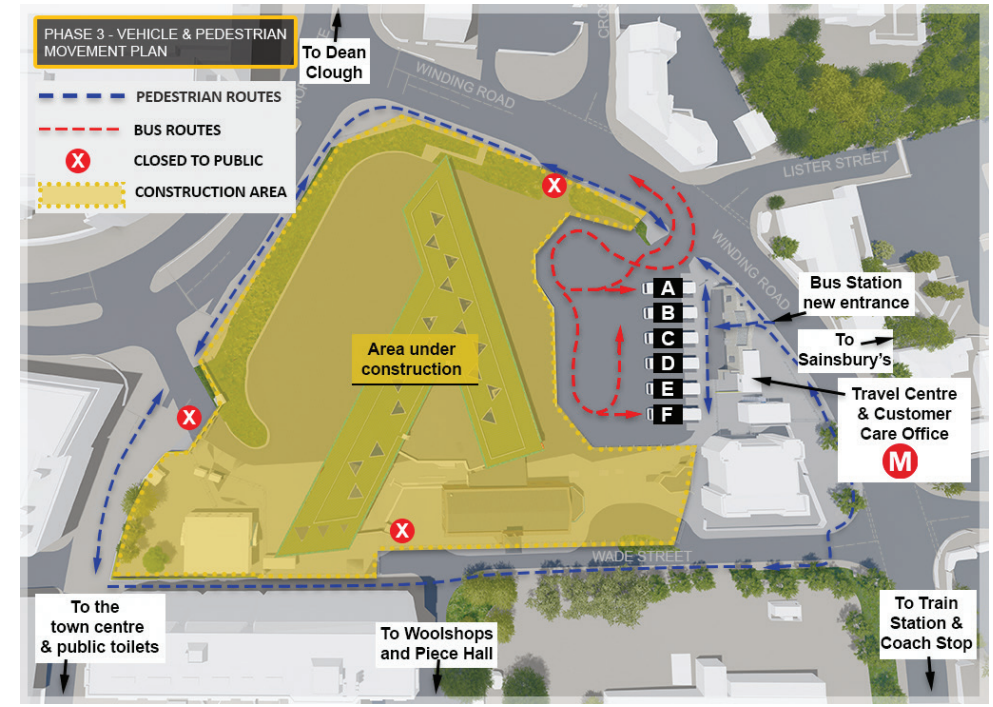 PHASE 3 - VEHICLE & PEDESTRIAN
MOVEMENT PLAN
PEDESTRIAN ROUTES
BUS ROUTES
X
CLOSED TO PUBLIC
CONSTRUCTION AREA
To Dean
Clough
WINDING ROAD
LISTER STREET
X
WINDING ROAD
A
B
C
D
E
F
Bus Station
new entrance
To
Sainsbury's
Area under
construction
Travel Centre
& Customer
Care Office
M
X
X
WADE STREET
To the
town centre
& public toilets
To Woolshops
and Piece Hall
To Train
Station &
Coach Stop